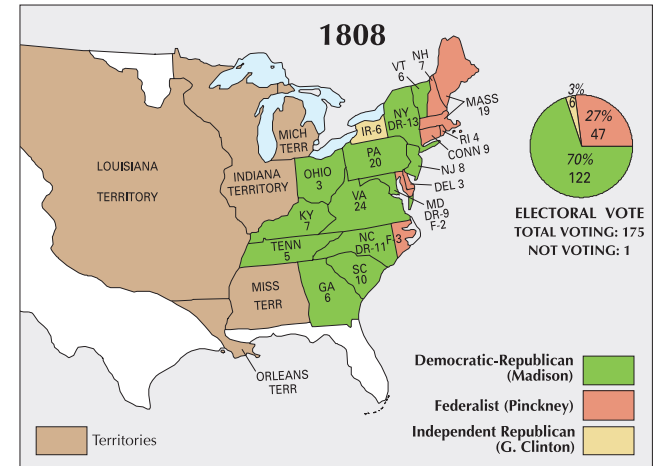 1808
VT
6
NH
7
MASS
19
NY
DR-13
IR-6
RI 4
CONN 9
MICH
TERR
PA
20
NJ 8
DEL 3
MD
DR-9
F-2
LOUISIANA
TERRITORY
INDIANA
TERRITORY
OHIO
3
VA
24
KY
7
TENN
5
NC
DR-11
F-3
SC
10
GA
6
MISS
TERR
ORLEANS
TERR
3%
6
27%
47
70%
122
ELECTORAL VOTE
TOTAL VOTING: 175
NOT VOTING: 1
Democratic-Republican
(Madison)
Federalist (Pinckney)
Independent Republican
(G. Clinton)
Territories